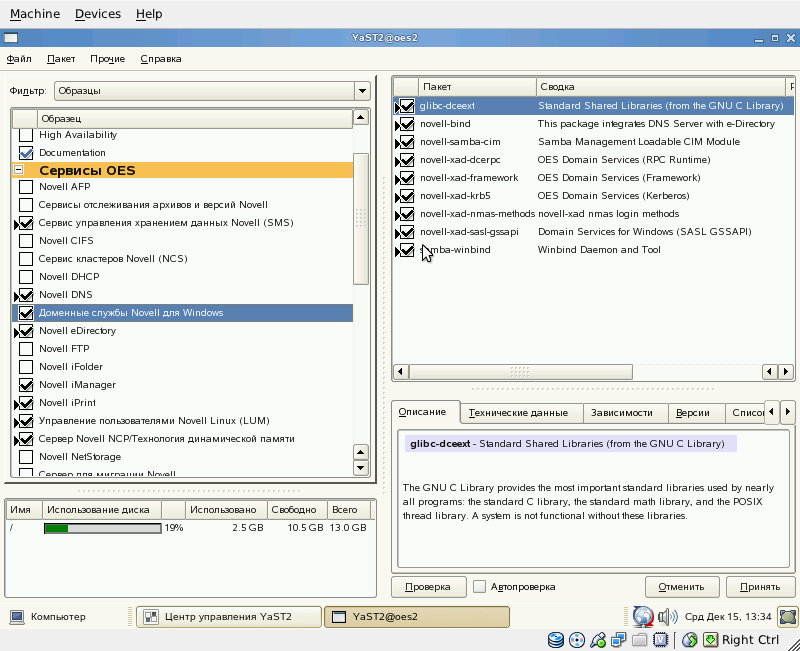 Machine Devices Help
YaST2@oes2
Файл Пакет Прочие Справка
Фильтр: Образцы
Образец
High Availability
Documentation
Сервисы OES
Novell AFP
Сервисы отслеживания архивов и версий Novell
Сервис управления хранением данных Novell (SMS)
Novell CIFS
Сервис кластеров Novell (NCS)
Novell DHCP
Novell DNS
Доменные службы Novell для Windows
Novell eDirectory
Novell FTP
Novell iFolder
Novell iManager
Novell iPrint
Управление пользователями Novell Linux (LUM)
Сервер Novell NCP/Технология динамической памяти
Novell NetStorage
Сервер для миграции Novell
Имя Использование диска Использовано Свободно Всего
/ 19% 2.5 GB 10.5 GB 13.0 GB
Пакет Сводка
glibc-dceext Standard Shared Libraries (from the GNU C Library)
novell-bind This package integrates DNS Server with e-Directory
novell-samba-cim Samba Management Loadable CIM Module
novell-xad-dcerpc OES Domain Services (RPC Runtime)
novell-xad-framework OES Domain Services (Framework)
novell-xad-krb5 OES Domain Services (Kerberos)
novell-xad-nmas-methods novell-xad nmas login methods
novell-xad-sasl-gssapi Domain Services for Windows (SASL GSSAPI)
samba-winbind Winbind Daemon and Tool
Описание Технические данные Зависимости Версии Список
glibc-dceext - Standard Shared Libraries (from the GNU C Library)
The GNU C Library provides the most important standard libraries used by nearly
all programs: the standard C library, the standard math library, and the POSIX
thread library. A system is not functional without these libraries.
Проверка Автопроверка Отменить Принять
Компьютер Центр управления YaST2 YaST2@oes2 Срд Дек 15, 13:34
Right Ctrl